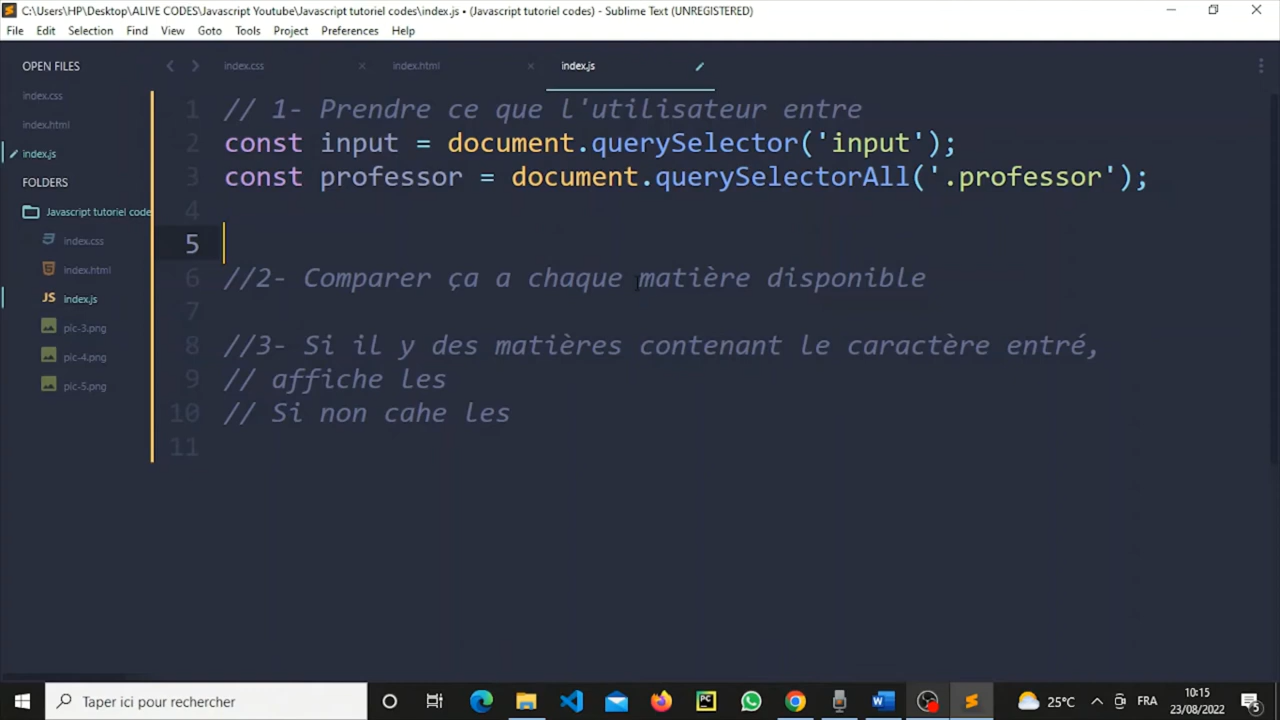 C:\Users\HP\Desktop\ALIVE CODES\Javascript Youtube\Javascript tutoriel codes\index.js • (Javascript tutoriel codes) - Sublime Text (UNREGISTERED)
File Edit Selection Find View Goto Tools Project Preferences Help
OPEN FILES
index.css
index.html
index.js
FOLDERS
Javascript tutoriel code
index.css
index.html
JS index.js
pic-3.png
pic-4.png
pic-5.png
index.css index.html index.js
1 // 1- Prendre ce que l'utilisateur entre
2 const input = document.querySelector('input');
3 const professor = document.querySelectorAll('.professor');
4
5
6 //2- Comparer ça a chaque matière disponible
7
8 //3- Si il y des matières contenant le caractère entré,
9 // affiche les
10 // Si non cahe les
11
Taper ici pour rechercher
PC
W
25°C
FRA
10:15
23/08/2022
5